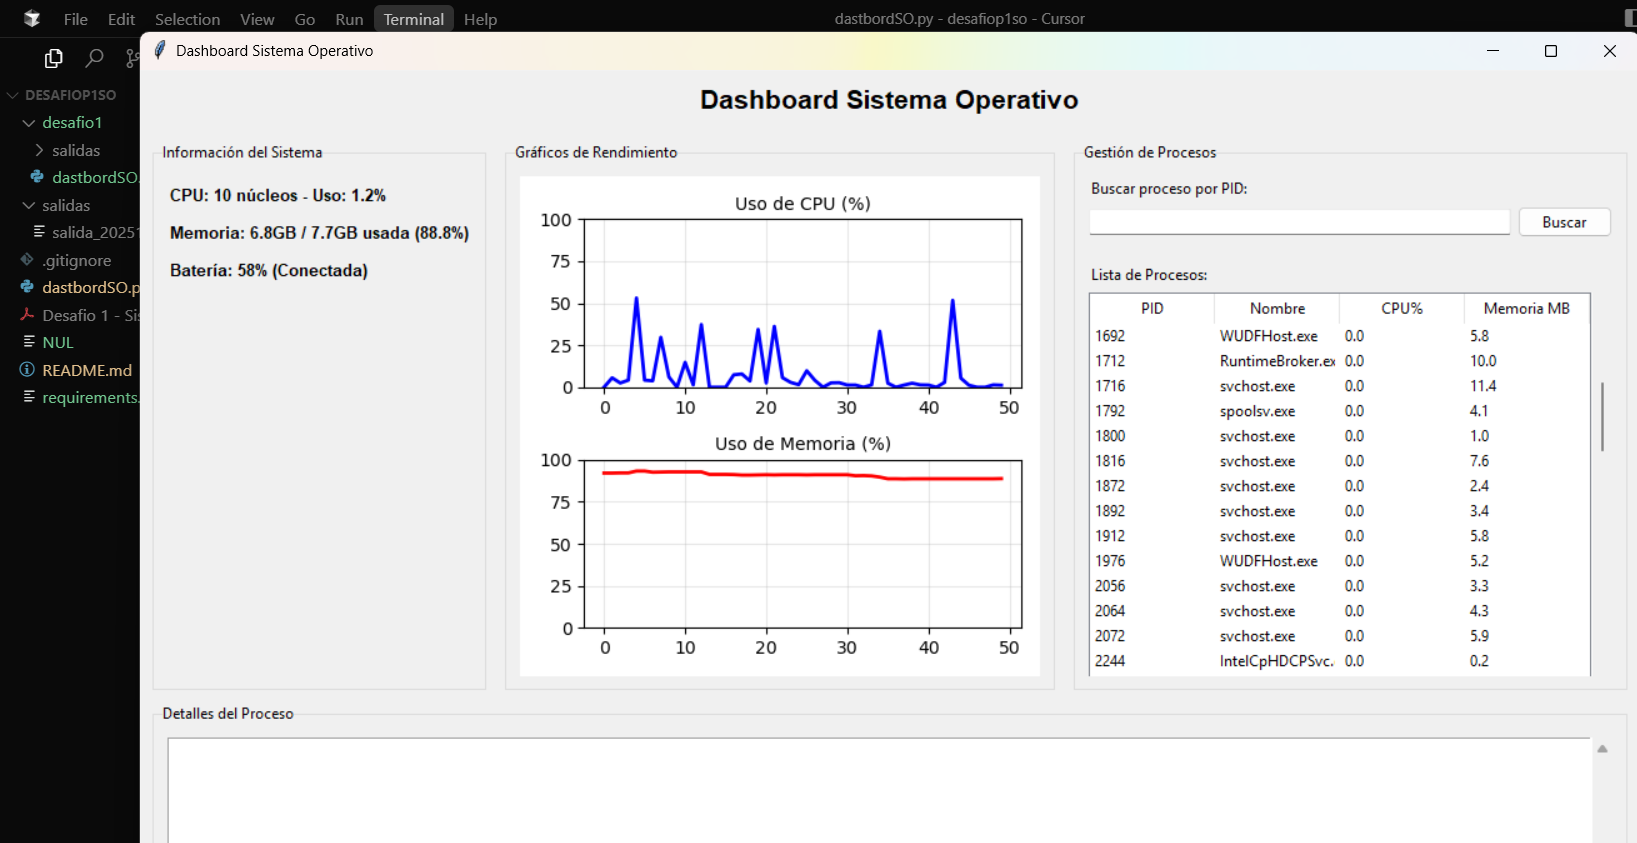 File Edit Selection View Go Run Terminal Help
dastbordSO.py - desafiop1so - Cursor
DESAFIOP1SO
desafio1
salidas
dastbordSO.
salidas
salida_20251
.gitignore
dastbordSO.p
Desafio 1 - Sis
NUL
README.md
requirements.
Dashboard Sistema Operativo
Dashboard Sistema Operativo
Información del Sistema
CPU: 10 núcleos - Uso: 1.2%
Memoria: 6.8GB / 7.7GB usada (88.8%)
Batería: 58% (Conectada)
Gráficos de Rendimiento
Uso de CPU (%)
100
75
50
25
0
0 10 20 30 40 50
Uso de Memoria (%)
100
75
50
25
0
0 10 20 30 40 50
Gestión de Procesos
Buscar proceso por PID:
Buscar
Lista de Procesos:
PID Nombre CPU% Memoria MB
1692 WUDFHost.exe 0.0 5.8
1712 RuntimeBroker.ex 0.0 10.0
1716 svchost.exe 0.0 11.4
1792 spoolsv.exe 0.0 4.1
1800 svchost.exe 0.0 1.0
1816 svchost.exe 0.0 7.6
1872 svchost.exe 0.0 2.4
1892 svchost.exe 0.0 3.4
1912 svchost.exe 0.0 5.8
1976 WUDFHost.exe 0.0 5.2
2056 svchost.exe 0.0 3.3
2064 svchost.exe 0.0 4.3
2072 svchost.exe 0.0 5.9
2244 IntelCpHDCPSvc. 0.0 0.2
Detalles del Proceso